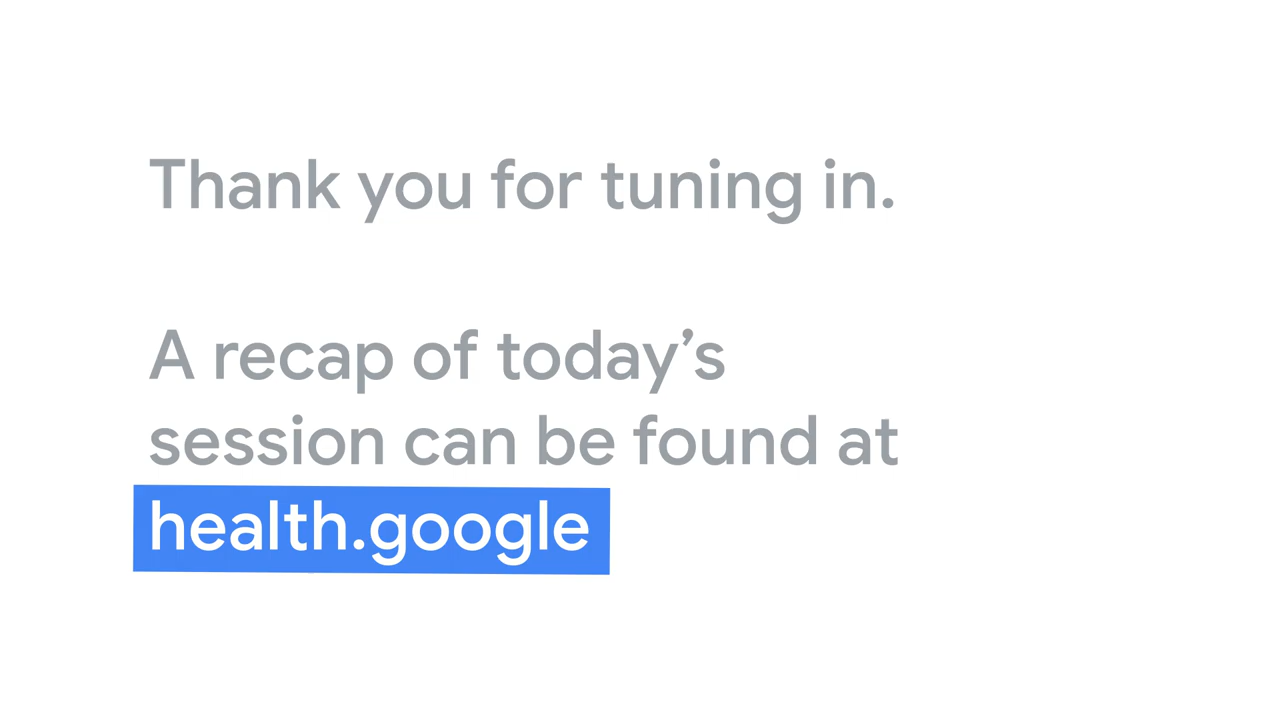 Thank you for tuning in.
A recap of today’s
session can be found at
health.google